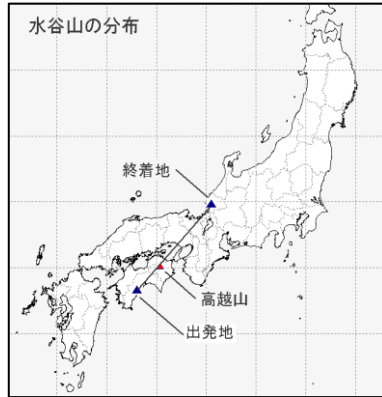 水谷山の分布
終着地
高越山
出発地